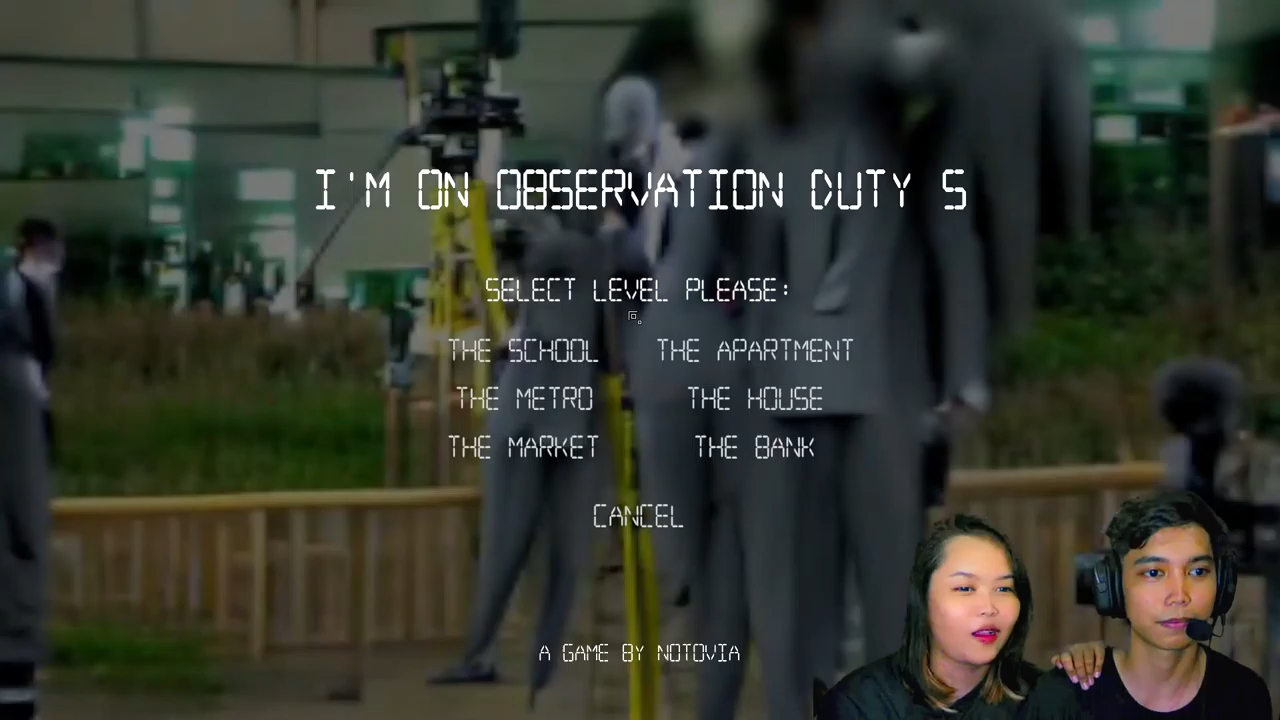 I'M ON OBSERVATION DUTY 5
SELECT LEVEL PLEASE:
THE SCHOOL THE APARTMENT
THE METRO THE HOUSE
THE MARKET THE BANK
CANCEL
A GAME BY NOTOVIA